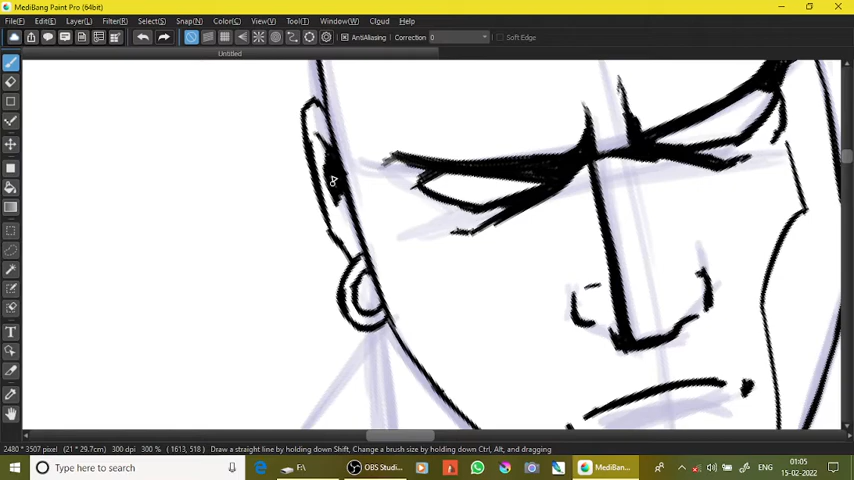 MediBang Paint Pro (64bit)
File(F) Edit(E) Layer(L) Filter(R) Select(S) Snap(N) Color(C) View(V) Tool(T) Window(W) Cloud Help
AntiAliasing Correction 0 Soft Edge
Untitled
2480 * 3507 pixel (21 * 29.7cm) 300 dpi 300 % ( 1613, 518 ) Draw a straight line by holding down Shift, Change a brush size by holding down Ctrl, Alt, and dragging
Type here to search F:\ OBS Studi... MediBan... ENG 01:05
15-02-2022